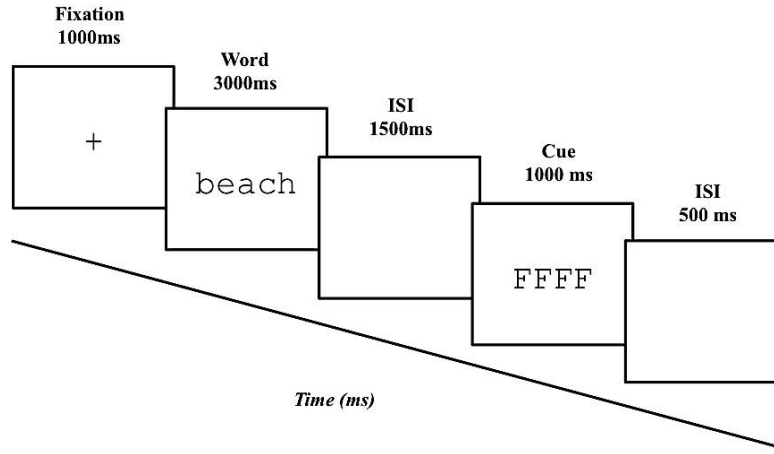 Fixation
1000ms
+
Word
3000ms
beach
ISI
1500ms
Cue
1000 ms
FFFF
ISI
500 ms
Time (ms)